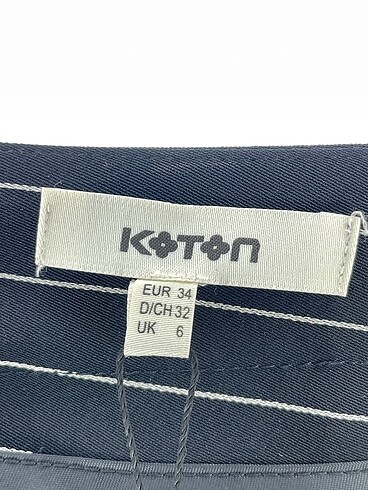 KOTON
EUR 34
D/CH 32
UK 6